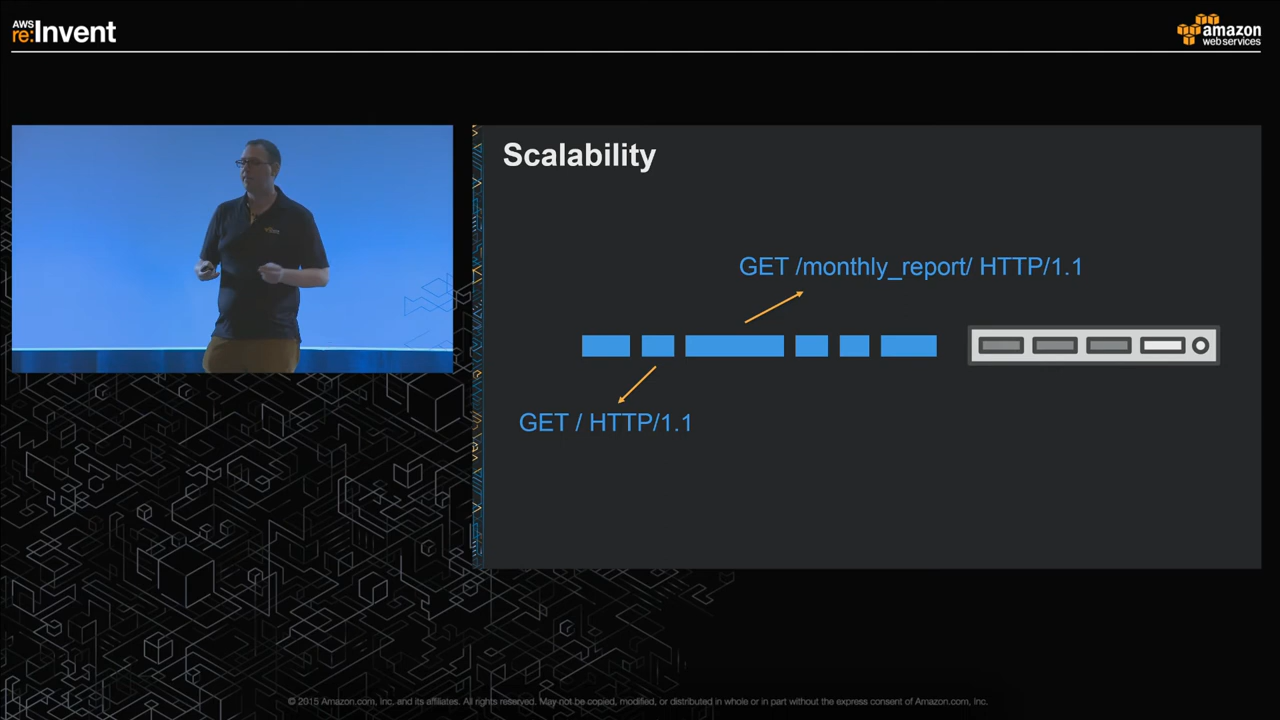 AWS
re:Invent
amazon
web services
Scalability
GET /monthly_report/ HTTP/1.1
GET / HTTP/1.1
© 2015 Amazon.com, Inc. and its affiliates. All rights reserved. May not be copied, modified, or distributed in whole or in part without the express consent of Amazon.com, Inc.